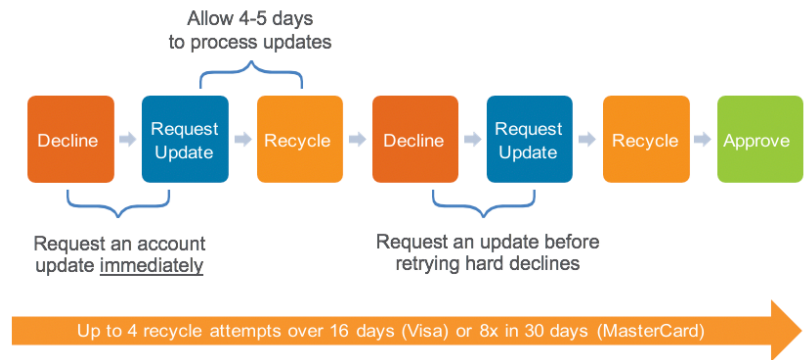 Allow 4-5 days
to process updates
Decline
Request
Update
Recycle
Decline
Request
Update
Recycle
Approve
Request an account
update immediately
Request an update before
retrying hard declines
Up to 4 recycle attempts over 16 days (Visa) or 8x in 30 days (MasterCard)